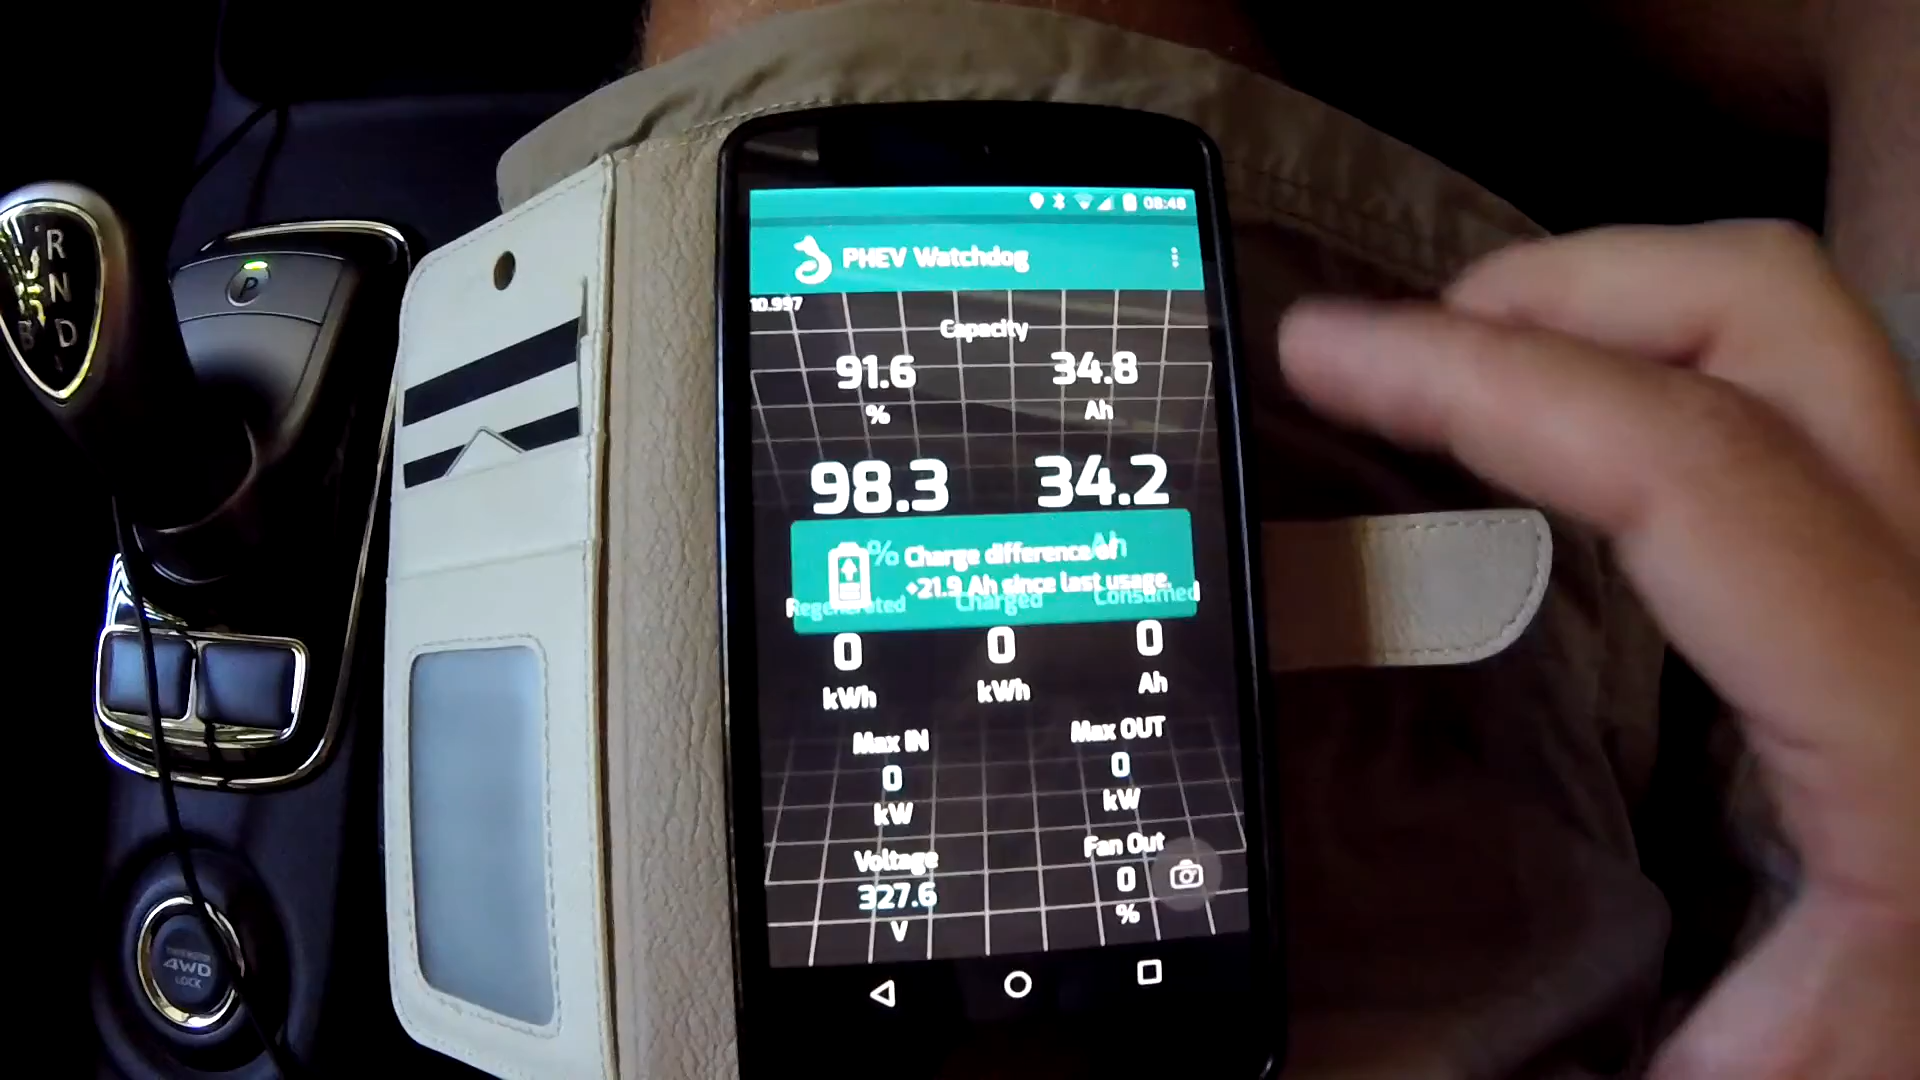 08:48
PHEV Watchdog
10.997
Capacity
91.6 34.8
% Ah
98.3 34.2
% Ah
Charge difference of
+21.9 Ah since last usage.
Regenerated Charged Consumed
0 0 0
kWh kWh Ah
Max IN Max OUT
0 0
kW kW
Voltage Fan Out
327.6 0
V %
R
N
B D
P
4WD
LOCK